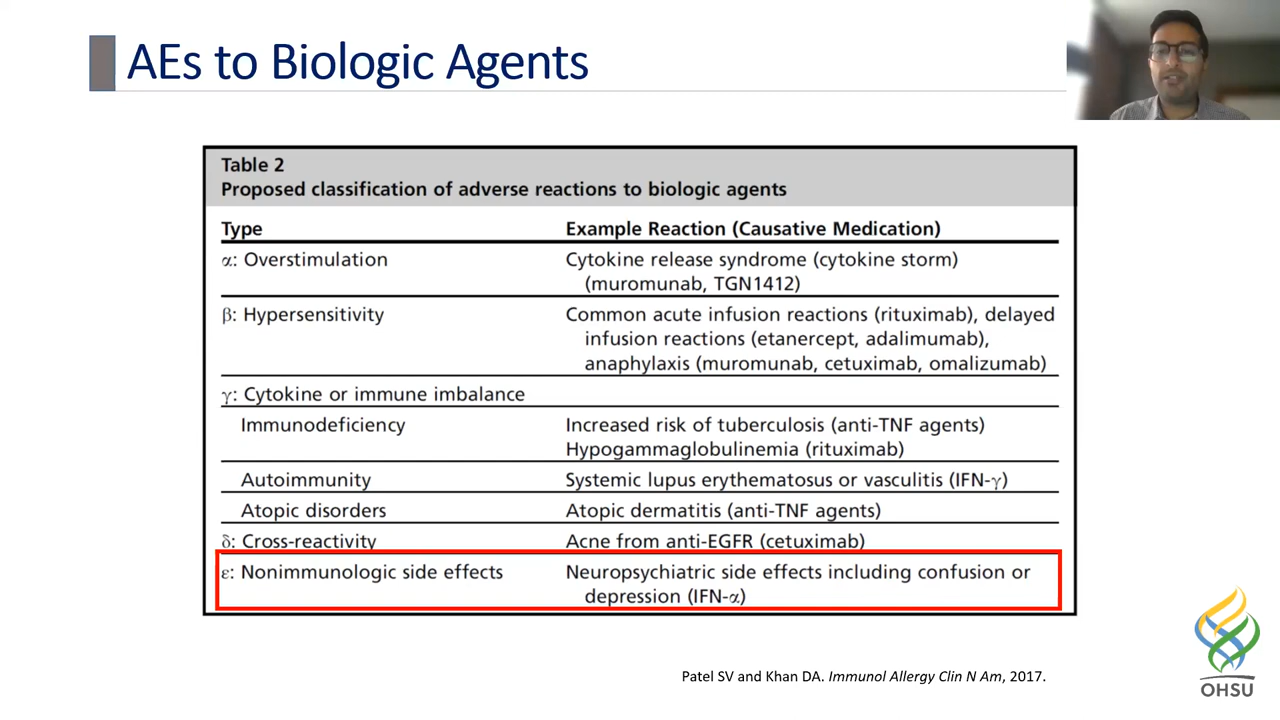 AEs to Biologic Agents
Table 2
Proposed classification of adverse reactions to biologic agents
Type Example Reaction (Causative Medication)
α: Overstimulation Cytokine release syndrome (cytokine storm)
(muromunab, TGN1412)
β: Hypersensitivity Common acute infusion reactions (rituximab), delayed
infusion reactions (etanercept, adalimumab),
anaphylaxis (muromunab, cetuximab, omalizumab)
γ: Cytokine or immune imbalance
Immunodeficiency Increased risk of tuberculosis (anti-TNF agents)
Hypogammaglobulinemia (rituximab)
Autoimmunity Systemic lupus erythematosus or vasculitis (IFN-γ)
Atopic disorders Atopic dermatitis (anti-TNF agents)
δ: Cross-reactivity Acne from anti-EGFR (cetuximab)
ε: Nonimmunologic side effects Neuropsychiatric side effects including confusion or
depression (IFN-α)
Patel SV and Khan DA. Immunol Allergy Clin N Am, 2017.
OHSU